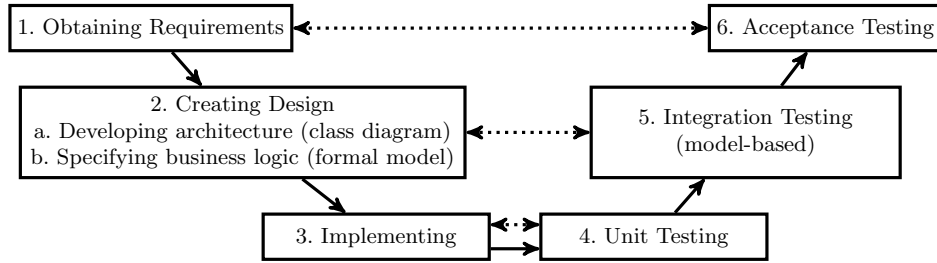 1. Obtaining Requirements
6. Acceptance Testing
2. Creating Design
a. Developing architecture (class diagram)
b. Specifying business logic (formal model)
5. Integration Testing
(model-based)
3. Implementing
4. Unit Testing